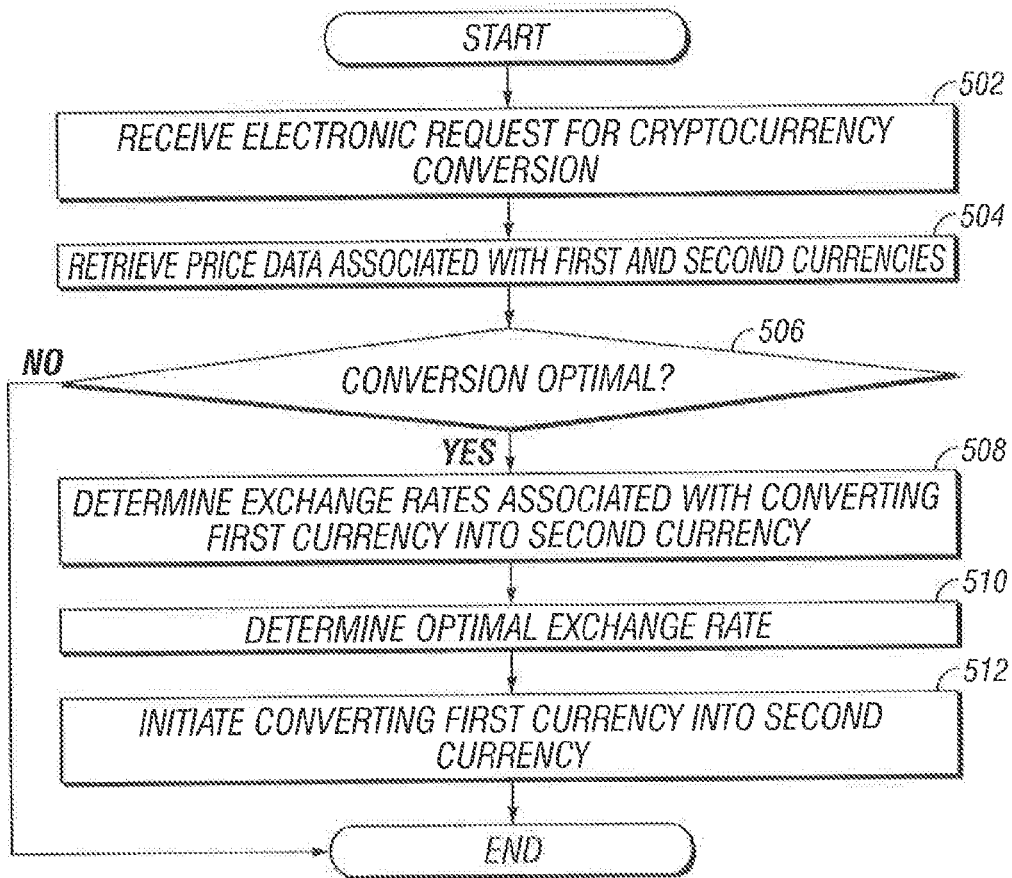 START
502
RECEIVE ELECTRONIC REQUEST FOR CRYPTOCURRENCY
CONVERSION
504
RETRIEVE PRICE DATA ASSOCIATED WITH FIRST AND SECOND CURRENCIES
506
NO
CONVERSION OPTIMAL?
YES
508
DETERMINE EXCHANGE RATES ASSOCIATED WITH CONVERTING
FIRST CURRENCY INTO SECOND CURRENCY
510
DETERMINE OPTIMAL EXCHANGE RATE
512
INITIATE CONVERTING FIRST CURRENCY INTO SECOND
CURRENCY
END